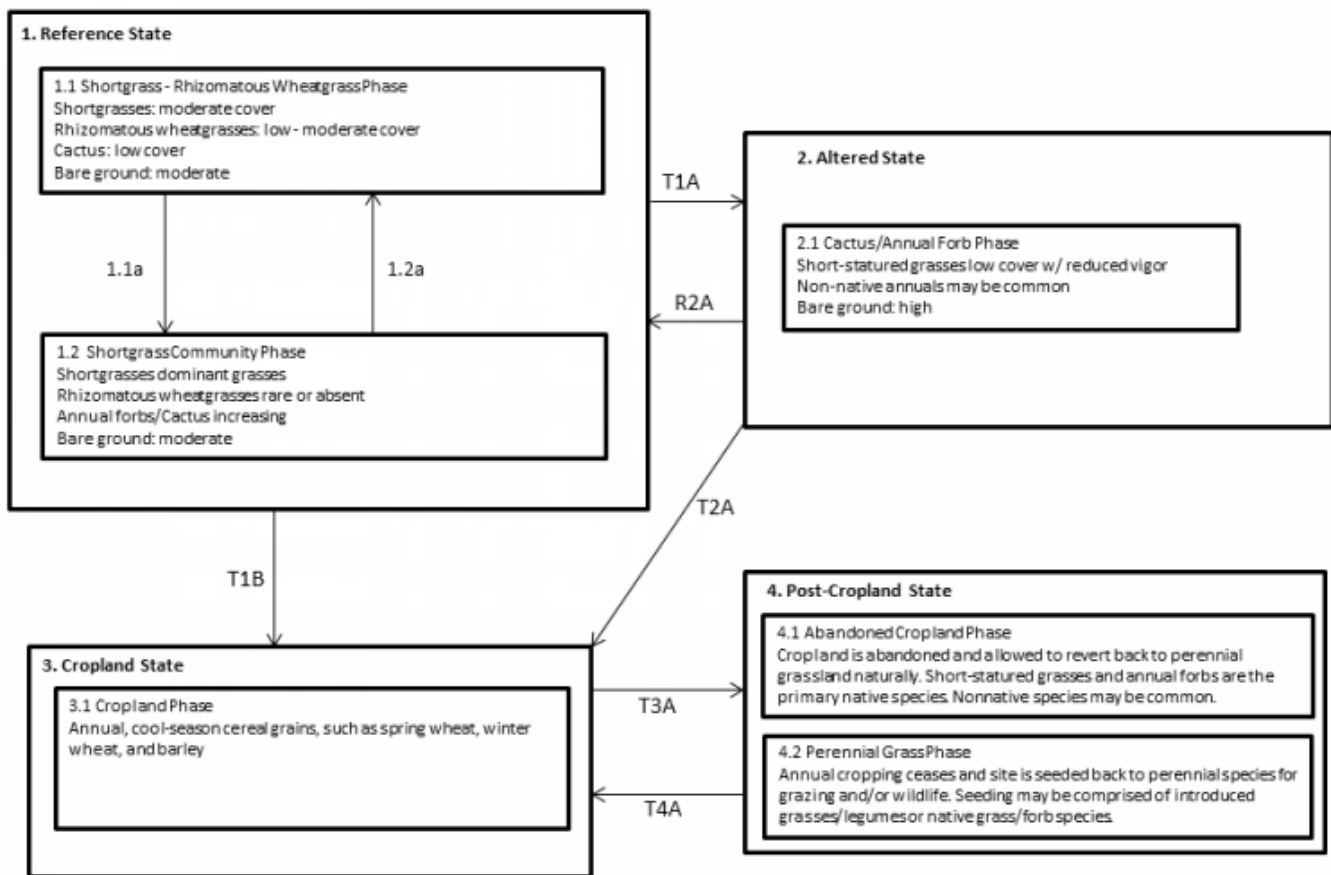 1. Reference State
1.1 Shortgrass - Rhizomatous Wheatgrass Phase
Shortgrasses: moderate cover
Rhizomatous wheatgrasses: low - moderate cover
Cactus: low cover
Bare ground: moderate
1.1a
1.2a
1.2 Shortgrass Community Phase
Shortgrasses dominant grasses
Rhizomatous wheatgrasses rare or absent
Annual forbs/Cactus increasing
Bare ground: moderate
T1A
R2A
2. Altered State
2.1 Cactus/Annual Forb Phase
Short-statured grasses low cover w/ reduced vigor
Non-native annuals may be common
Bare ground: high
T1B
T2A
3. Cropland State
3.1 Cropland Phase
Annual, cool-season cereal grains, such as spring wheat, winter
wheat, and barley
T3A
T4A
4. Post-Cropland State
4.1 Abandoned Cropland Phase
Cropland is abandoned and allowed to revert back to perennial
grassland naturally. Short-statured grasses and annual forbs are the
primary native species. Nonnative species may be common.
4.2 Perennial Grass Phase
Annual cropping ceases and site is seeded back to perennial species for
grazing and/or wildlife. Seeding may be comprised of introduced
grasses/legumes or native grass/forb species.